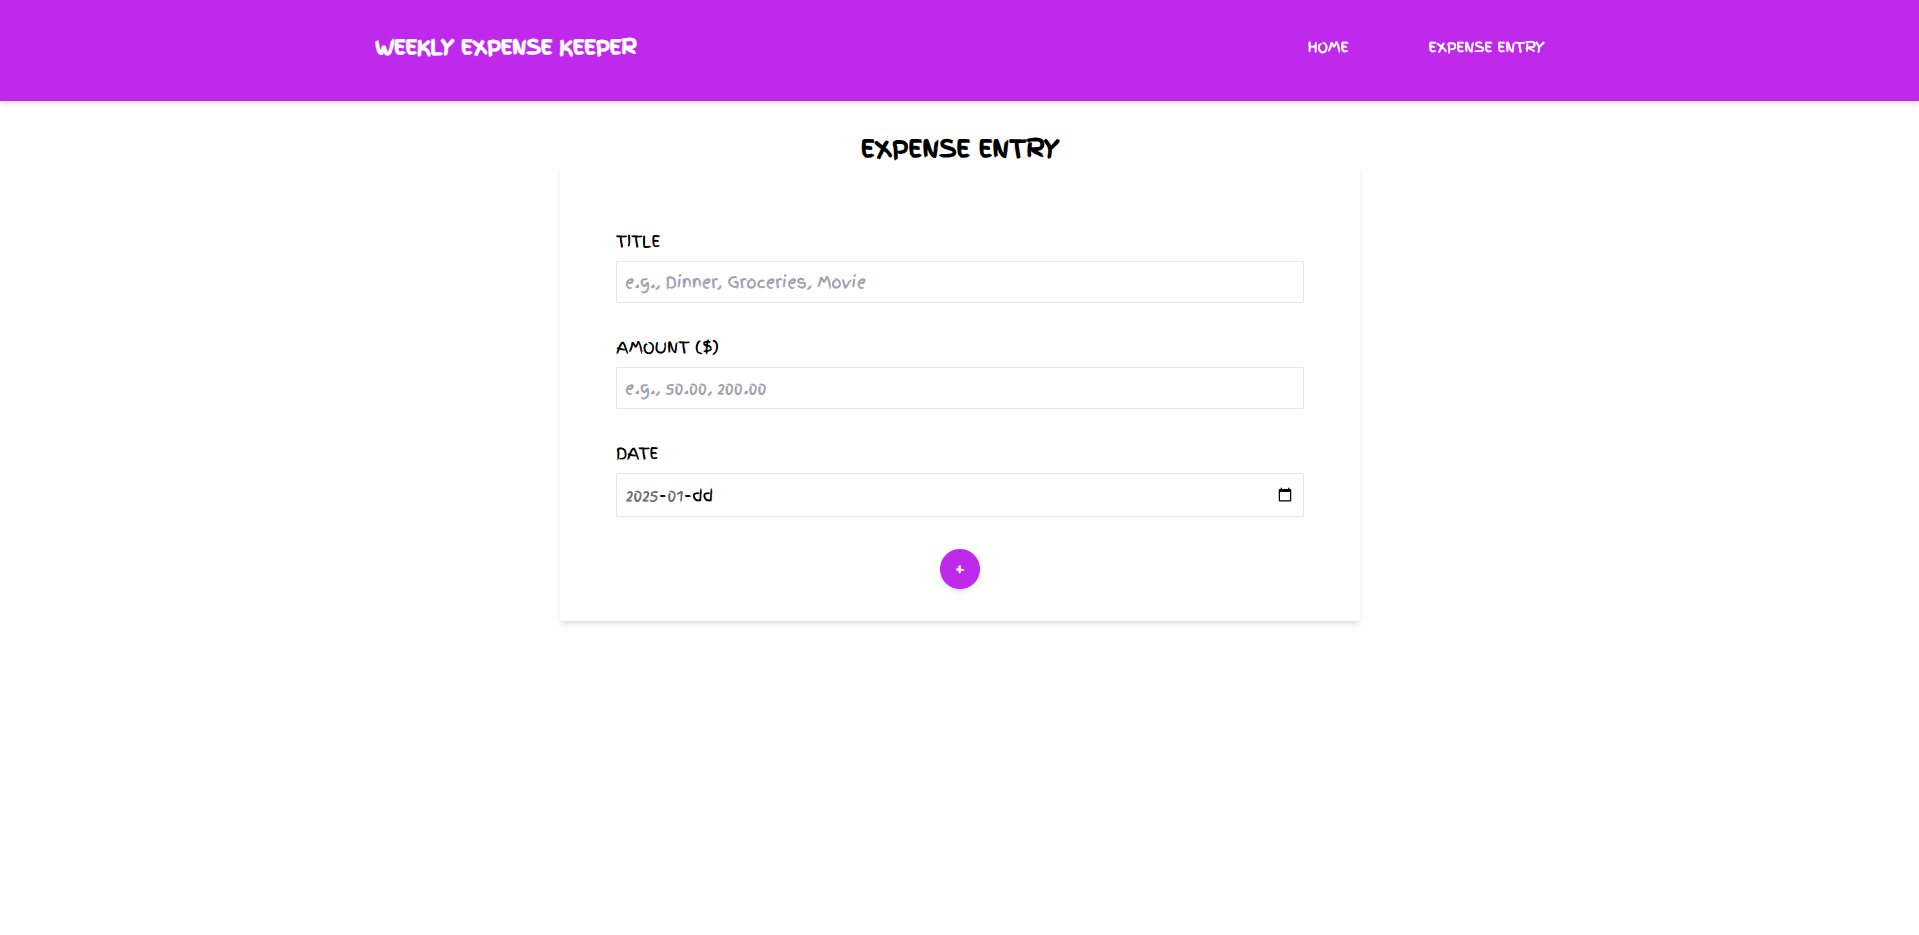 WEEKLY EXPENSE KEEPER HOME EXPENSE ENTRY
EXPENSE ENTRY
TITLE
e.g., Dinner, Groceries, Movie
AMOUNT ($)
e.g., 50.00, 200.00
DATE
2025-01-dd
+